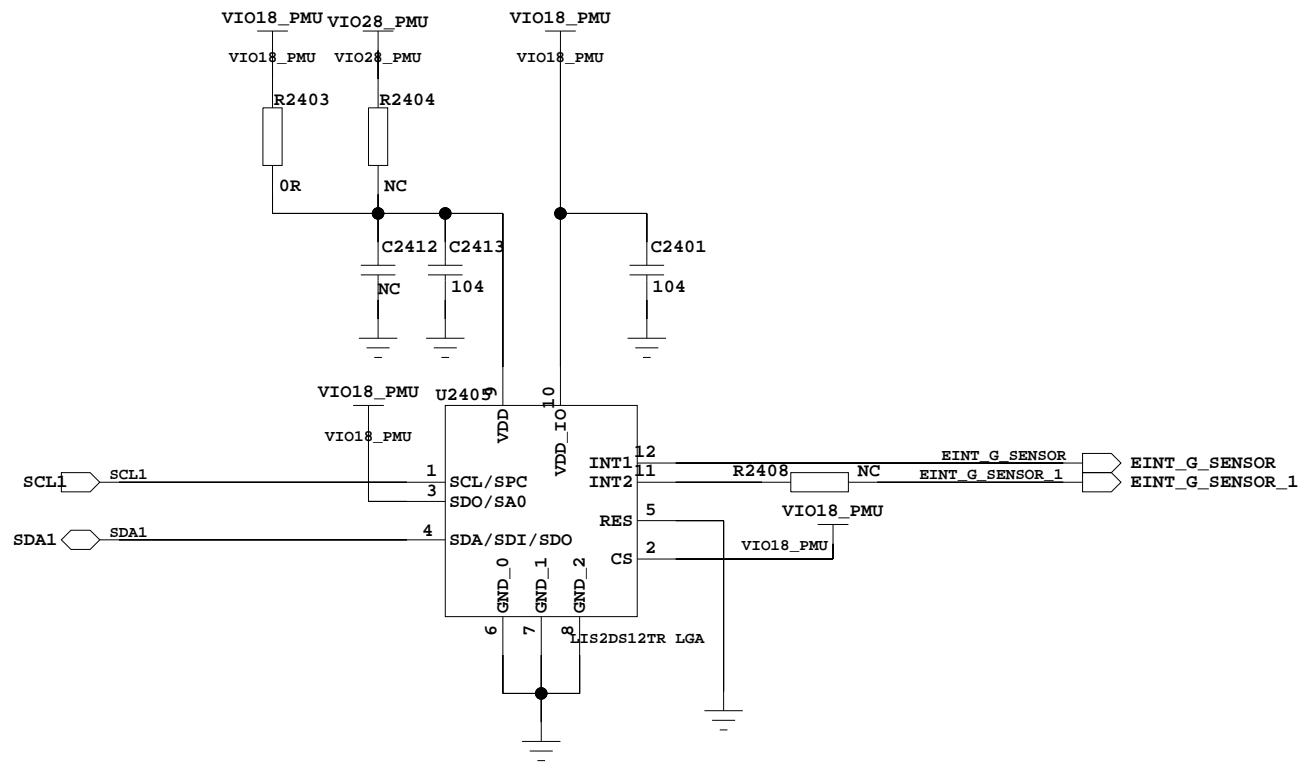 VIO18_PMU VIO28_PMU VIO18_PMU
VIO18_PMU VIO28_PMU VIO18_PMU
R2403 R2404
0R NC
C2412 C2413 C2401
NC 104 104
VIO18_PMU U2405 9 10
VIO18_PMU VDD VDD_IO
INT1 12 EINT_G_SENSOR EINT_G_SENSOR
SCL1 SCL1 1 SCL/SPC INT2 11 R2408 NC EINT_G_SENSOR_1 EINT_G_SENSOR_1
3 SDO/SA0
RES 5 VIO18_PMU
SDA1 SDA1 4 SDA/SDI/SDO
CS 2 VIO18_PMU
GND_0 GND_1 GND_2
6 7 8 LIS2DS12TR LGA